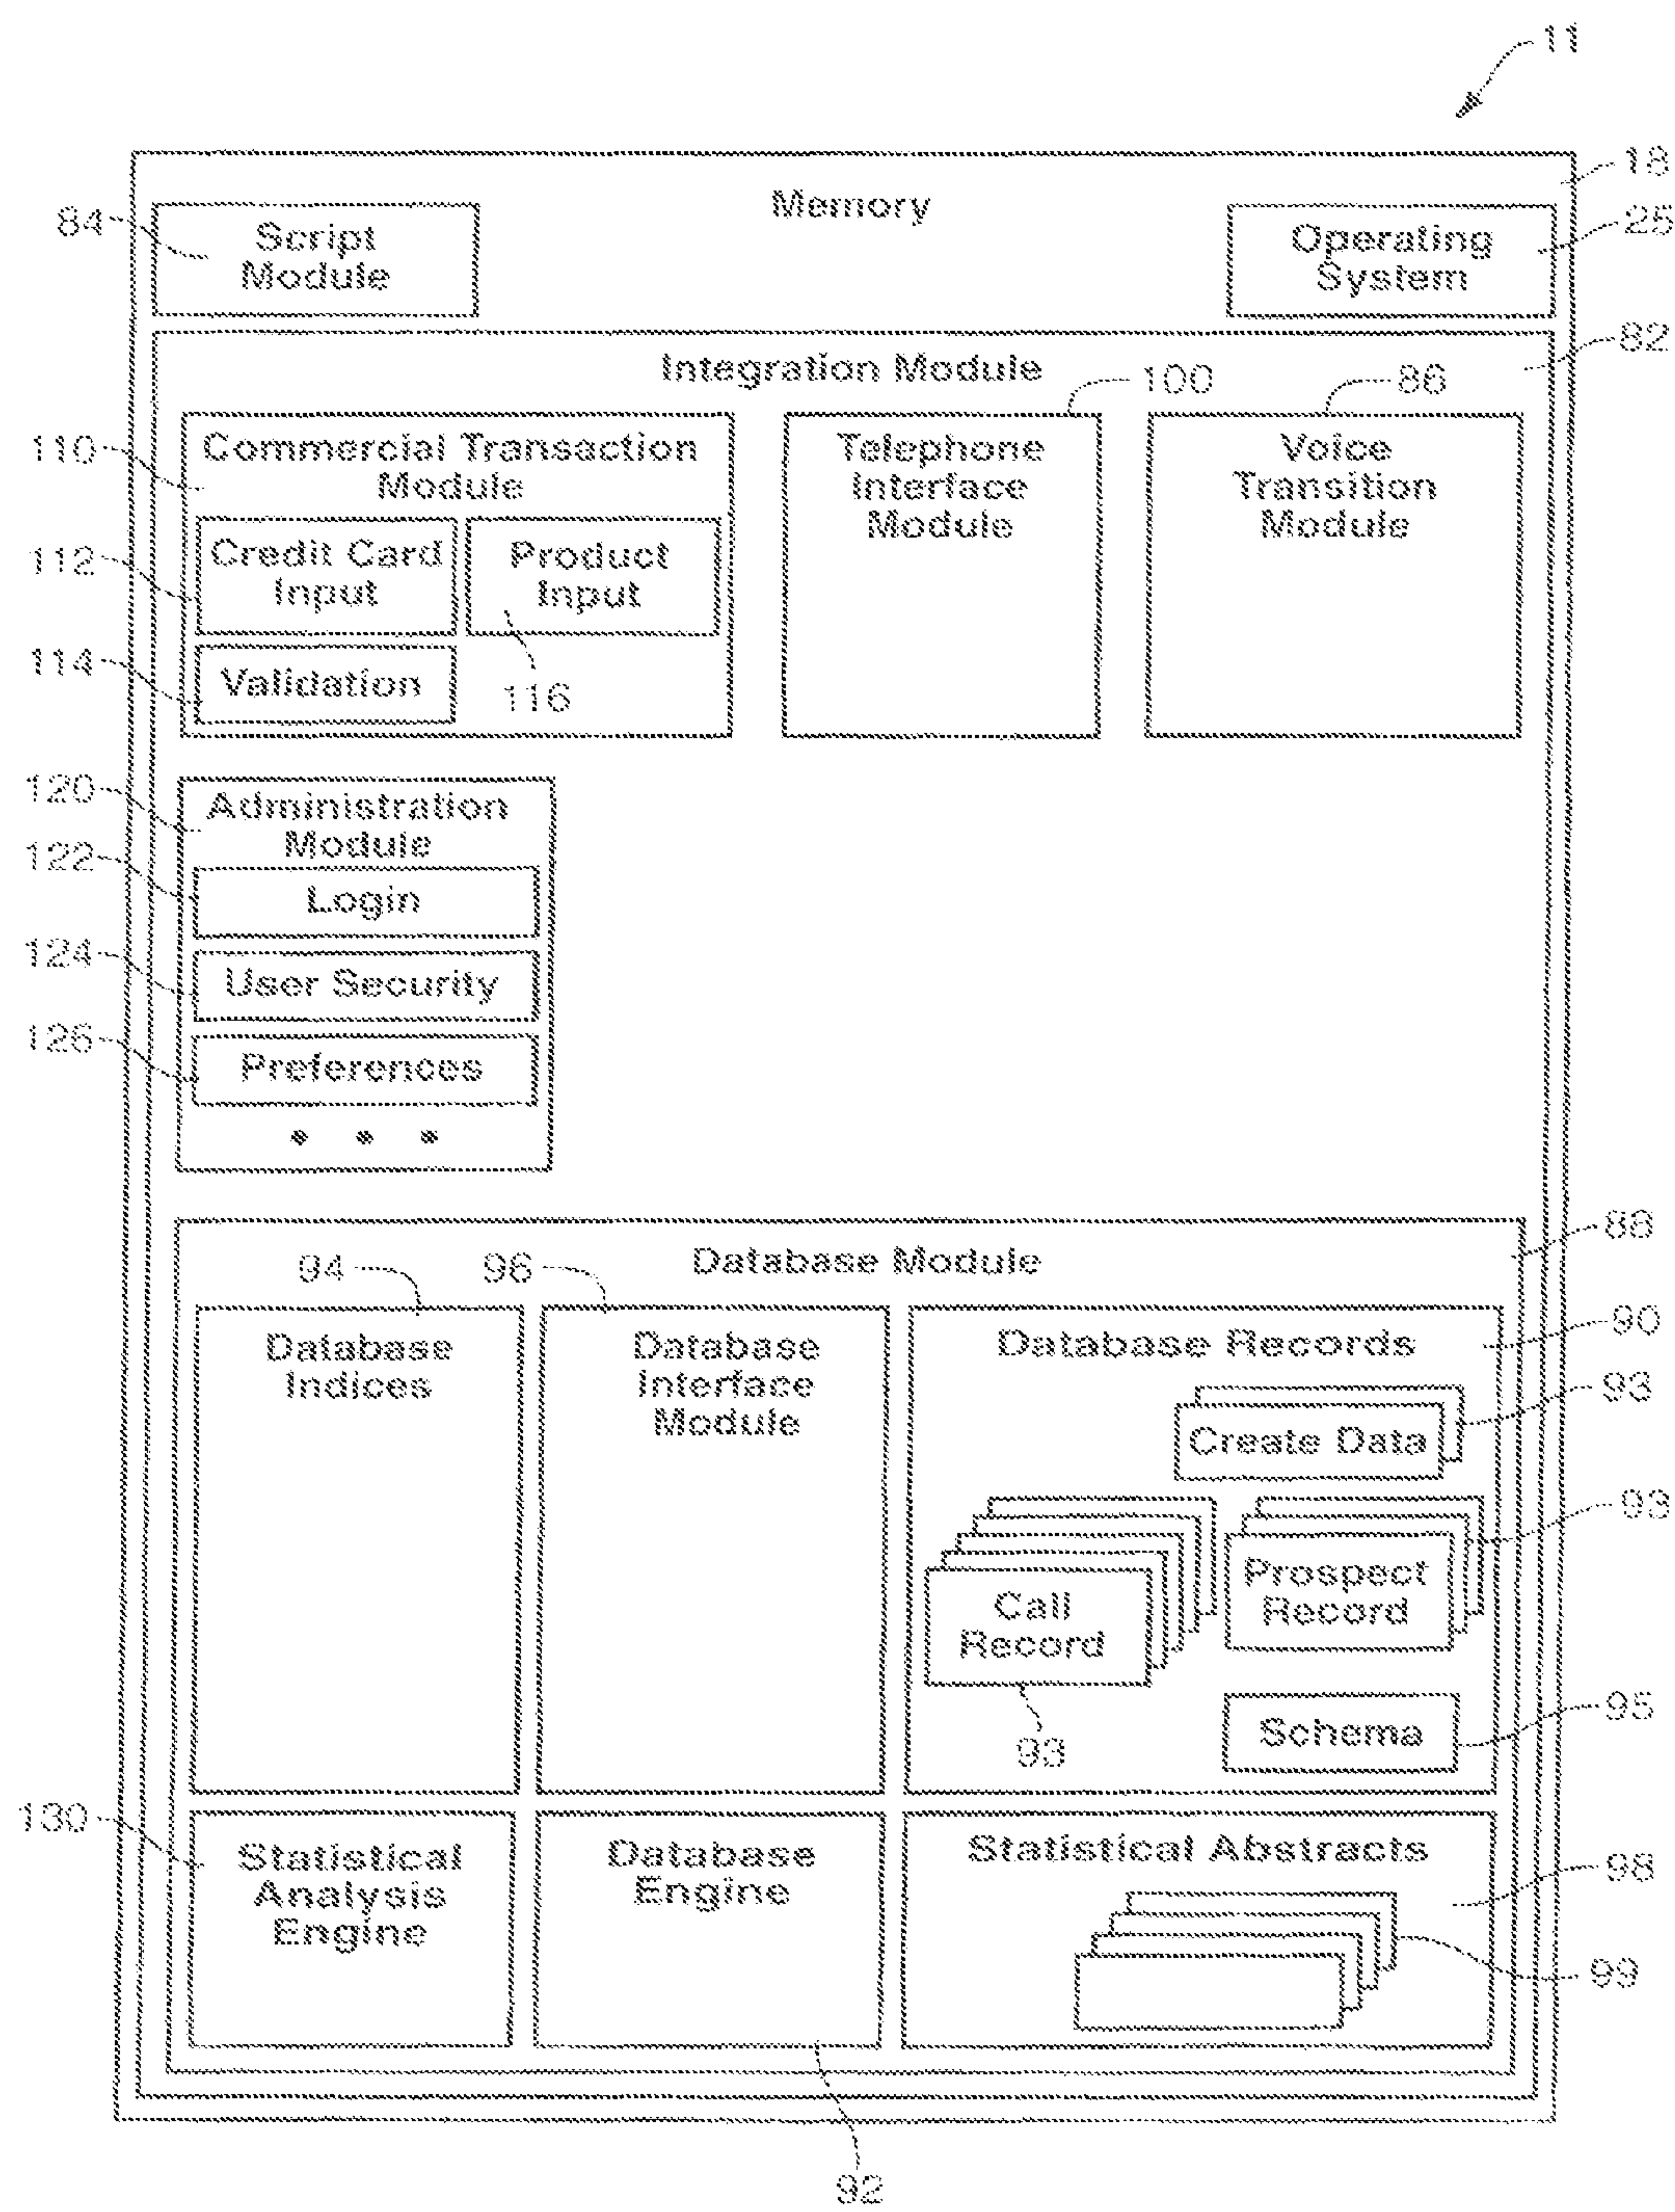 11
Memory
18
84
Script
Module
Operating
System
25
Integration Module
82
100
86
110
Commercial Transaction
Module
Telephone
Interface
Module
Voice
Transition
Module
112
Credit Card
Input
Product
Input
114
Validation
116
120
Administration
Module
122
Login
124
User Security
126
Preferences
• • •
Database Module
88
94
96
Database
Indices
Database
Interface
Module
Database Records
90
Create Data
93
Call
Record
93
Prospect
Record
93
Schema
95
130
Statistical
Analysis
Engine
Database
Engine
Statistical Abstracts
98
99
92